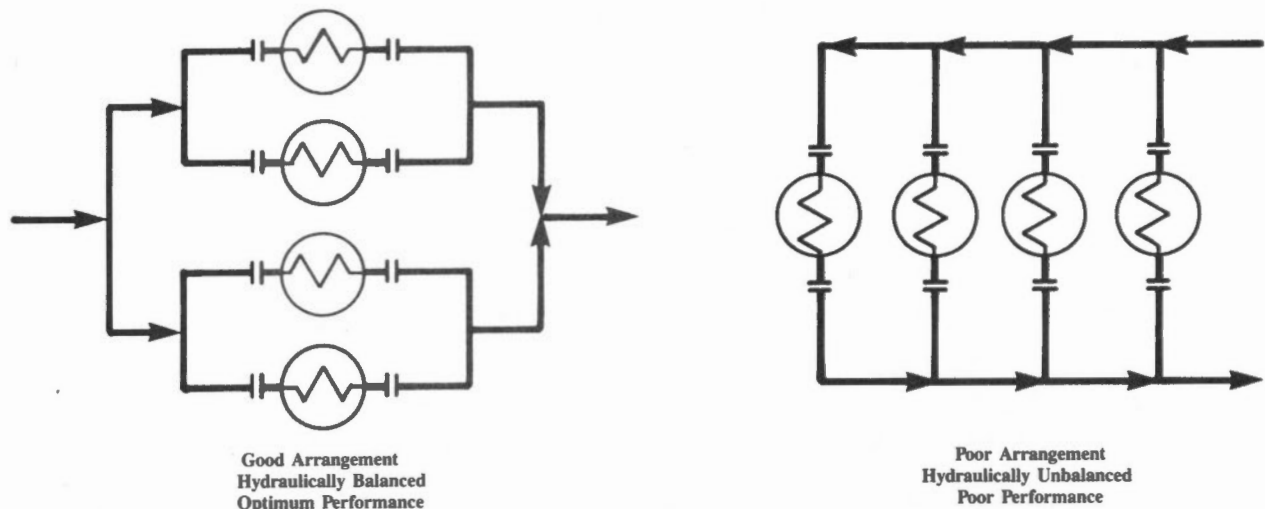 Good Arrangement
Hydraulically Balanced
Optimum Performance
Poor Arrangement
Hydraulically Unbalanced
Poor Performance